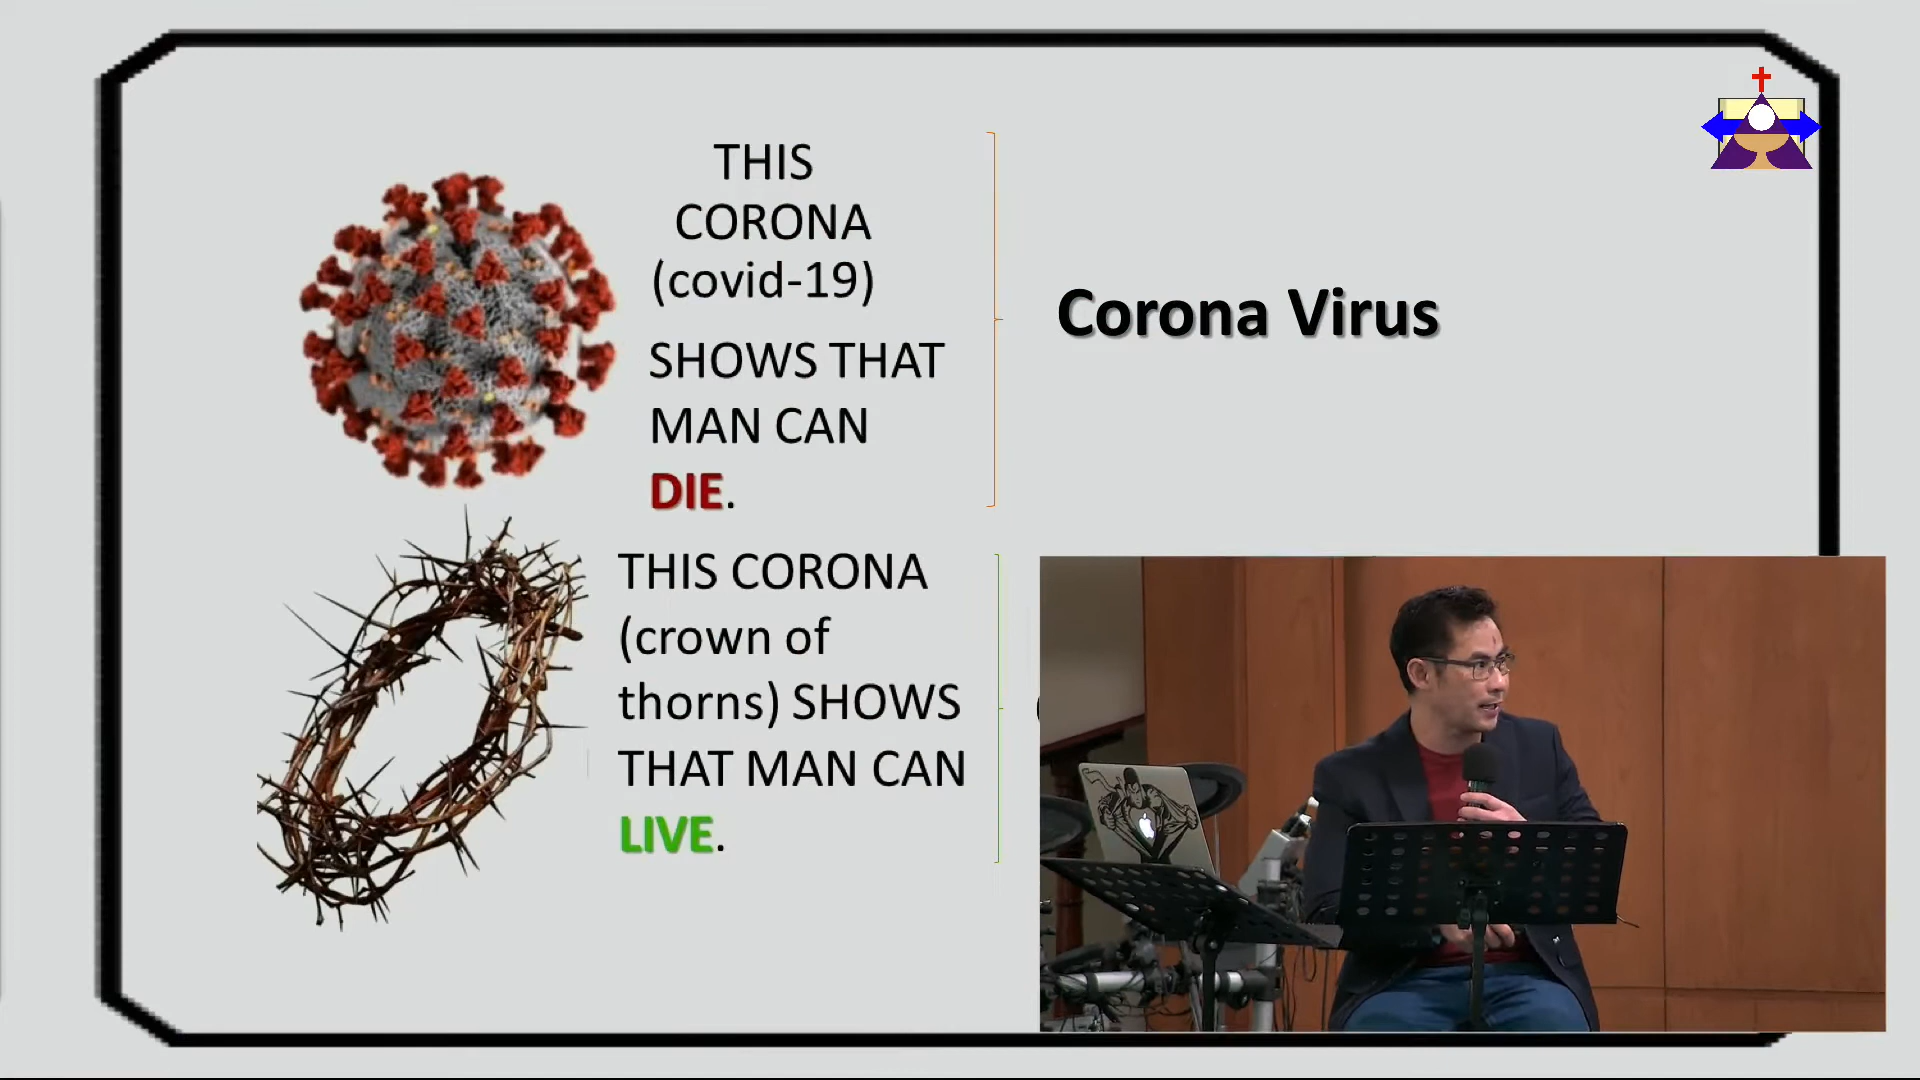 THIS
CORONA
(covid-19)
SHOWS THAT
MAN CAN
DIE.
Corona Virus
THIS CORONA
(crown of
thorns) SHOWS
THAT MAN CAN
LIVE.